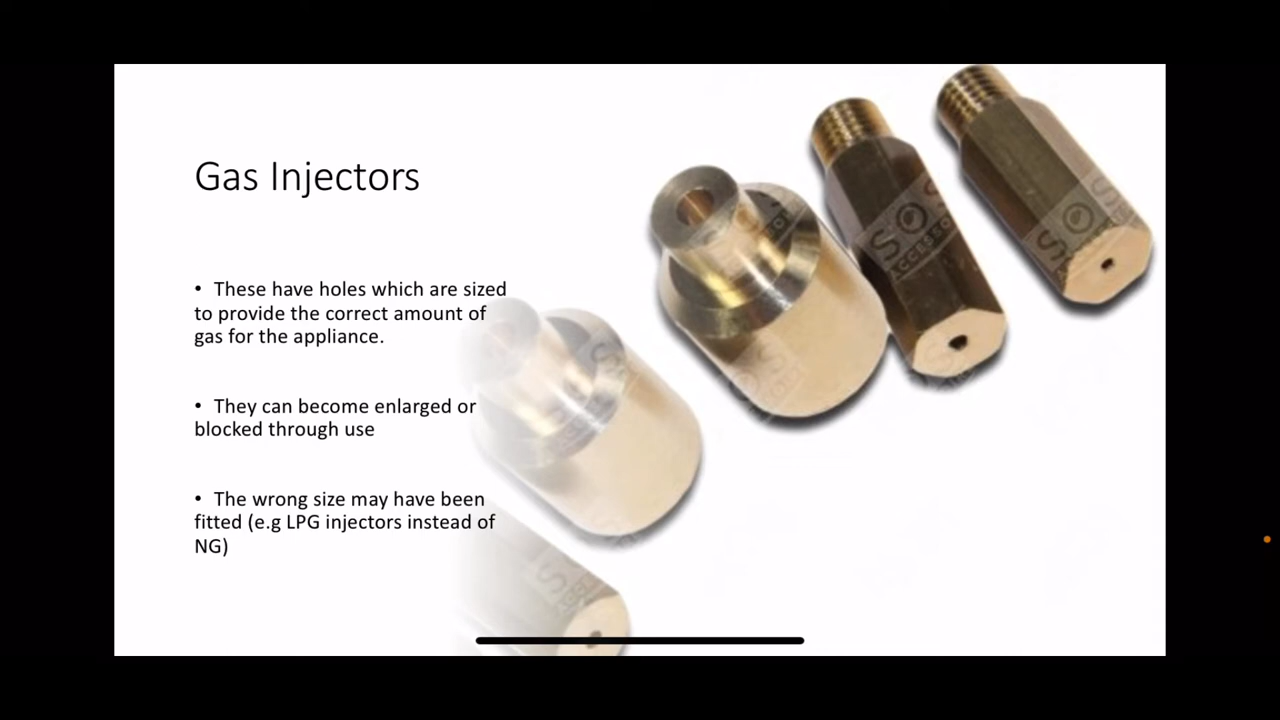 Gas Injectors
• These have holes which are sized
to provide the correct amount of
gas for the appliance.
• They can become enlarged or
blocked through use
• The wrong size may have been
fitted (e.g LPG injectors instead of
NG)